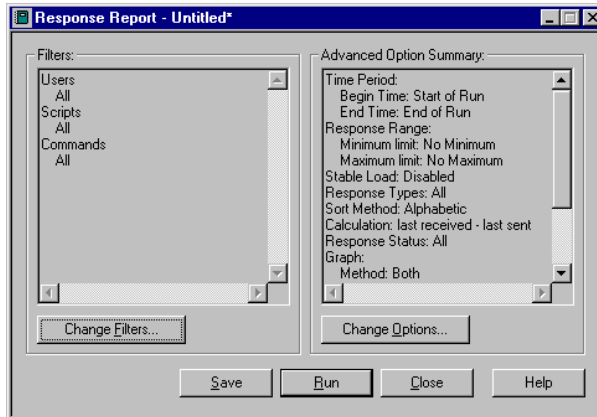 Response Report - Untitled*
Filters:
Users
All
Scripts
All
Commands
All
Change Filters...
Advanced Option Summary:
Time Period:
Begin Time: Start of Run
End Time: End of Run
Response Range:
Minimum limit: No Minimum
Maximum limit: No Maximum
Stable Load: Disabled
Response Types: All
Sort Method: Alphabetic
Calculation: last received - last sent
Response Status: All
Graph:
Method: Both
Change Options...
Save
Run
Close
Help